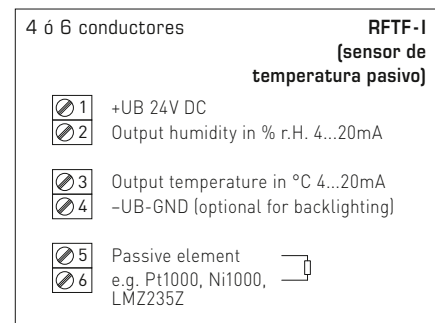 4 ó 6 conductores RFTF-I
(sensor de
temperatura pasivo)
1 +UB 24V DC
2 Output humidity in % r.H. 4...20mA
3 Output temperature in °C 4...20mA
4 –UB-GND (optional for backlighting)
5 Passive element
6 e.g. Pt1000, Ni1000,
LMZ235Z